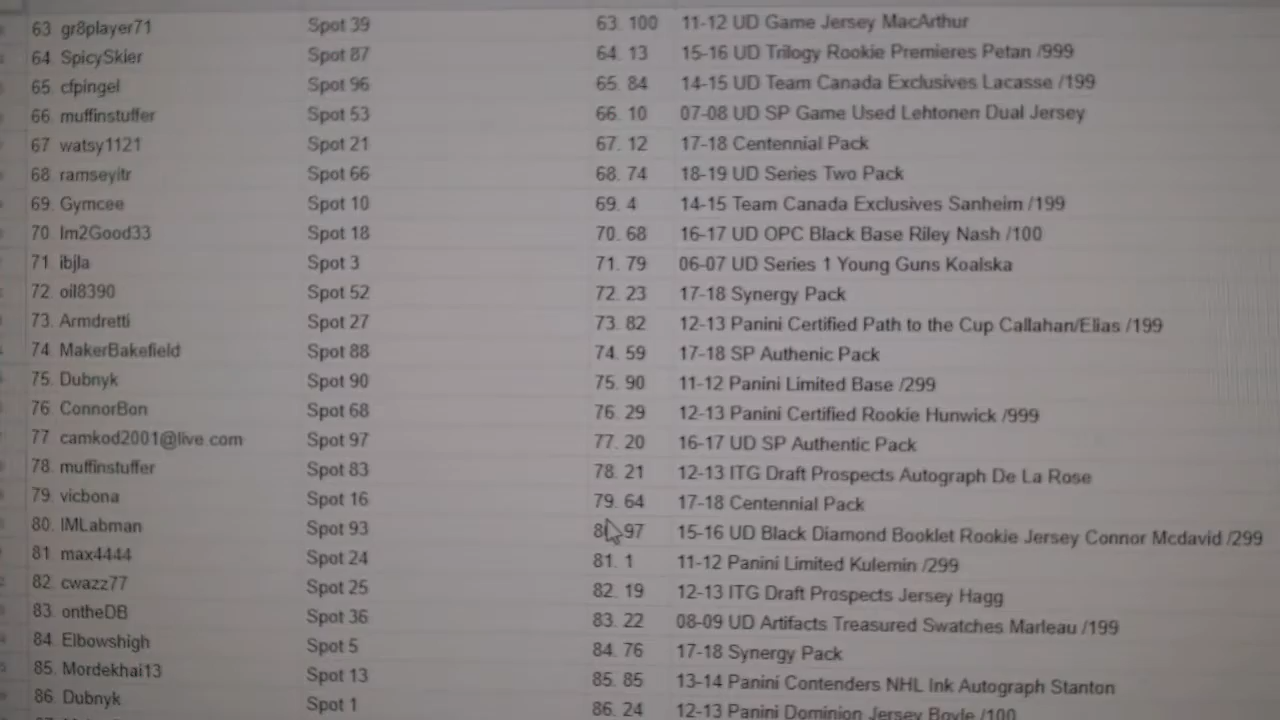 63 gr8player71 Spot 39 63. 100 11-12 UD Game Jersey MacArthur
64. SpicySkier Spot 87 64. 13 15-16 UD Trilogy Rookie Premieres Petan /999
65. cfpingel Spot 96 65. 84 14-15 UD Team Canada Exclusives Lacasse /199
66. muffinstuffer Spot 53 66. 10 07-08 UD SP Game Used Lehtonen Dual Jersey
67 watsy1121 Spot 21 67. 12 17-18 Centennial Pack
68 ramseyitr Spot 66 68. 74 18-19 UD Series Two Pack
69. Gymcee Spot 10 69. 4 14-15 Team Canada Exclusives Sanheim /199
70. Im2Good33 Spot 18 70. 68 16-17 UD OPC Black Base Riley Nash /100
71 ibjla Spot 3 71. 79 06-07 UD Series 1 Young Guns Koalska
72. oil8390 Spot 52 72. 23 17-18 Synergy Pack
73. Armdretti Spot 27 73. 82 12-13 Panini Certified Path to the Cup Callahan/Elias /199
74. MakerBakefield Spot 88 74. 59 17-18 SP Authenic Pack
75. Dubnyk Spot 90 75. 90 11-12 Panini Limited Base /299
76. ConnorBon Spot 68 76. 29 12-13 Panini Certified Rookie Hunwick /999
77 camkod2001@live.com Spot 97 77. 20 16-17 UD SP Authentic Pack
78. muffinstuffer Spot 83 78. 21 12-13 ITG Draft Prospects Autograph De La Rose
79. vicbona Spot 16 79. 64 17-18 Centennial Pack
80. IMLabman Spot 93 97 15-16 UD Black Diamond Booklet Rookie Jersey Connor Mcdavid /299
81 max4444 Spot 24 81. 1 11-12 Panini Limited Kulemin /299
82. cwazz77 Spot 25 82. 19 12-13 ITG Draft Prospects Jersey Hagg
83. ontheDB Spot 36 83. 22 08-09 UD Artifacts Treasured Swatches Marleau /199
84. Elbowshigh Spot 5 84. 76 17-18 Synergy Pack
85. Mordekhai13 Spot 13 85. 85 13-14 Panini Contenders NHL Ink Autograph Stanton
86. Dubnyk Spot 1 86. 24 12-13 Panini Dominion Jersey Boyle /100